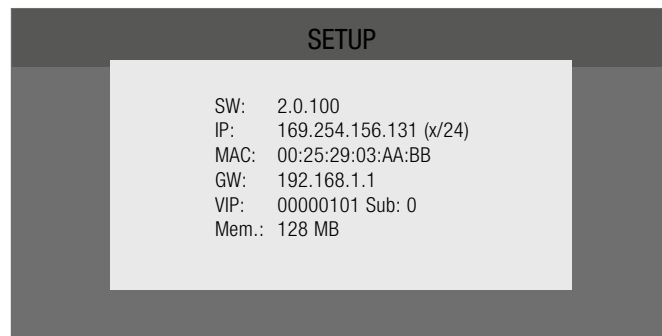 SETUP
SW: 2.0.100
IP: 169.254.156.131 (x/24)
MAC: 00:25:29:03:AA:BB
GW: 192.168.1.1
VIP: 00000101 Sub: 0
Mem.: 128 MB